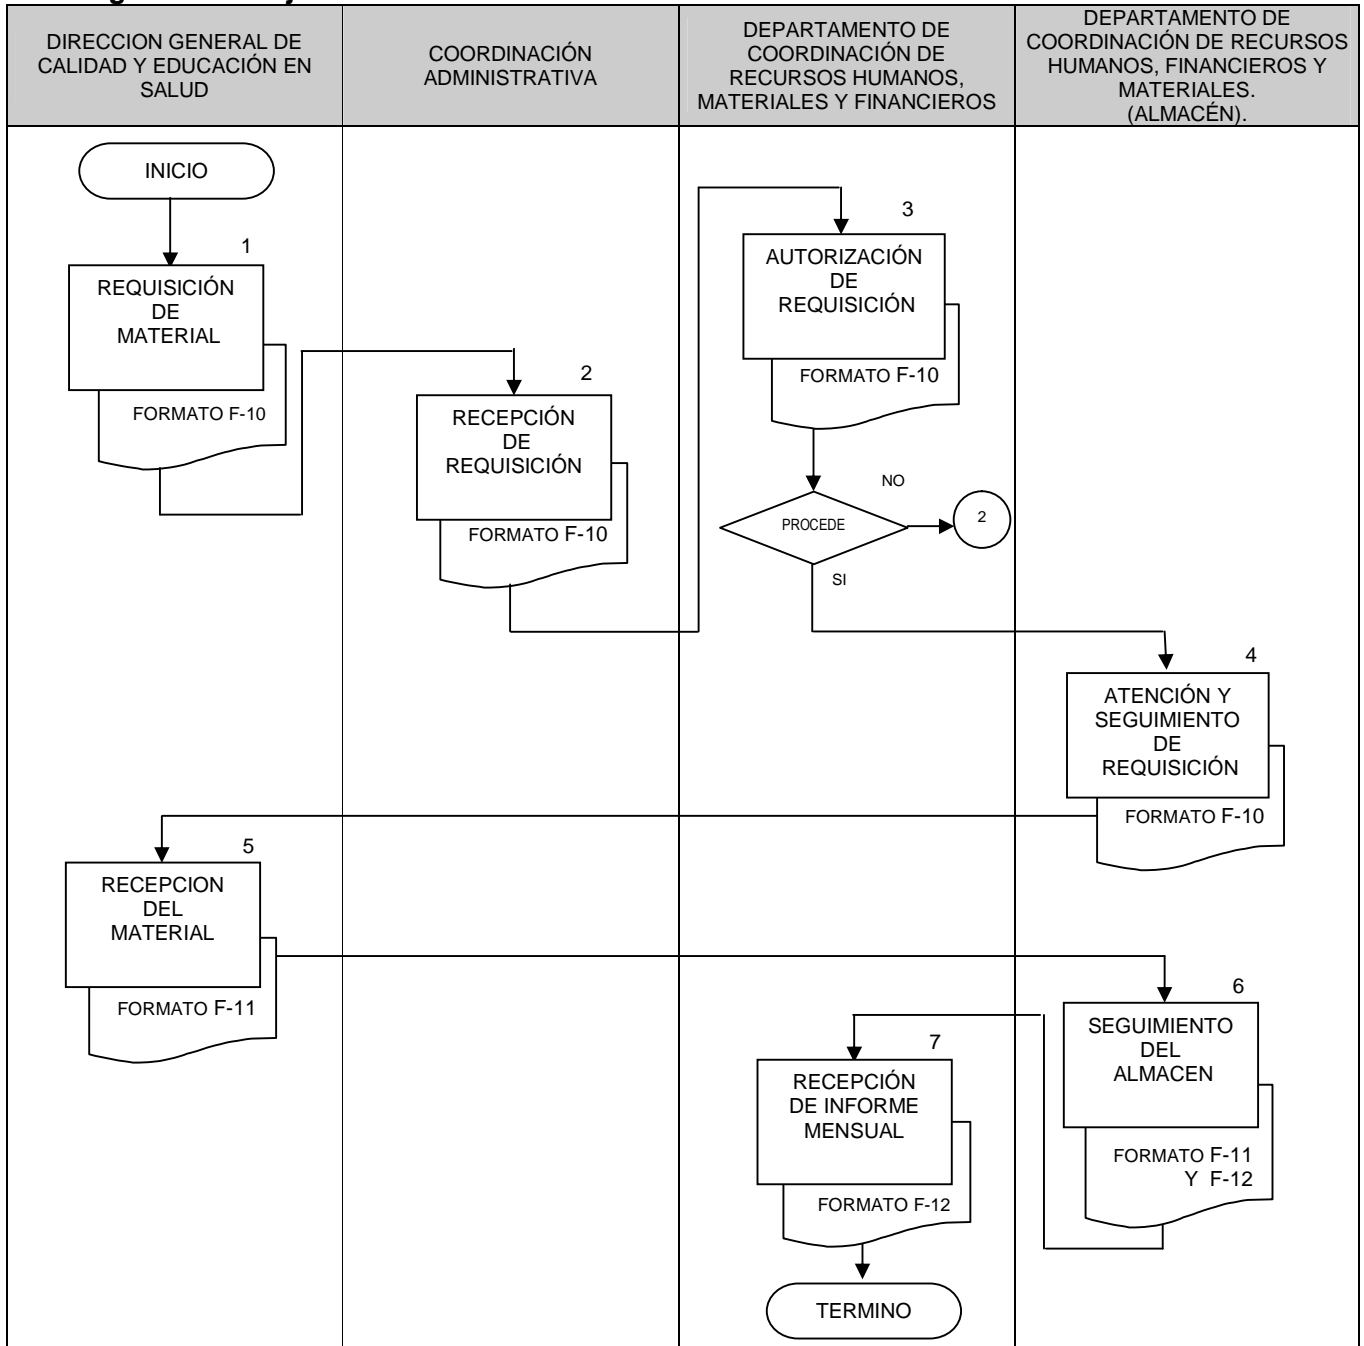 DIRECCION GENERAL DE
CALIDAD Y EDUCACIÓN EN
SALUD
COORDINACIÓN
ADMINISTRATIVA
DEPARTAMENTO DE
COORDINACIÓN DE
RECURSOS HUMANOS,
MATERIALES Y FINANCIEROS
DEPARTAMENTO DE
COORDINACIÓN DE RECURSOS
HUMANOS, FINANCIEROS Y
MATERIALES.
(ALMACÉN).
INICIO
1
REQUISICIÓN
DE
MATERIAL
FORMATO F-10
2
RECEPCIÓN
DE
REQUISICIÓN
FORMATO F-10
3
AUTORIZACIÓN
DE
REQUISICIÓN
FORMATO F-10
PROCEDE
NO
2
SI
4
ATENCIÓN Y
SEGUIMIENTO
DE
REQUISICIÓN
FORMATO F-10
5
RECEPCION
DEL
MATERIAL
FORMATO F-11
6
SEGUIMIENTO
DEL
ALMACEN
FORMATO F-11
Y F-12
7
RECEPCIÓN
DE INFORME
MENSUAL
FORMATO F-12
TERMINO